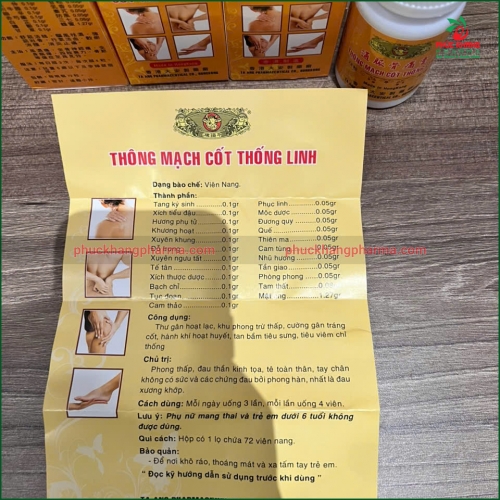 THÔNG MẠCH CỐT THỐNG LINH
Dạng bào chế: Viên Nang.
Thành phần:
Tang ký sinh ............0.1gr
Xích tiểu đậu ..........0.1gr
Hương phụ tử .........0.1gr
Khương hoạt ..........0.1gr
Xuyên khung ..........0.1gr
Xuyên ngưu tất ......0.1gr
Tế tân .....................0.1gr
Xích thược dược.....0.1gr
Bạch chỉ ..................0.1gr
Tục đoạn.................0.1gr
Cam thảo ................0.1gr
Phục linh ................0.05gr
Mộc dược ...............0.05gr
Đương quy .............0.05gr
Quế ........................0.05gr
Thiên ma ................0.05gr
Nhũ hương .............0.05gr
Tần giao .................0.05gr
Phòng phong ..........0.05gr
Tam thất .................0.05gr
phuckhangpharma.com
phuckhangpharma.com
Công dụng:
Thư gân hoạt lạc, khu phong trừ thấp, cường gân tráng
cốt, hành khí hoạt huyết, tan bầm tiêu sưng, tiêu viêm chỉ
thống
Chủ trị:
Phong thấp, đau thần kinh tọa, tê toàn thân, tay chân
không có sức và các chứng đau bởi phong hàn, nhất là đau
xương khớp.
Cách dùng: Mỗi ngày uống 3 lần, mỗi lần uống 4 viên.
Lưu ý: Phụ nữ mang thai và trẻ em dưới 6 tuổi không
được dùng.
Qui cách: Hộp có 1 lọ chứa 72 viên nang.
Bảo quản:
- Để nơi khô ráo, thoáng mát và xa tầm tay trẻ em.
" Đọc kỹ hướng dẫn sử dụng trước khi dùng "